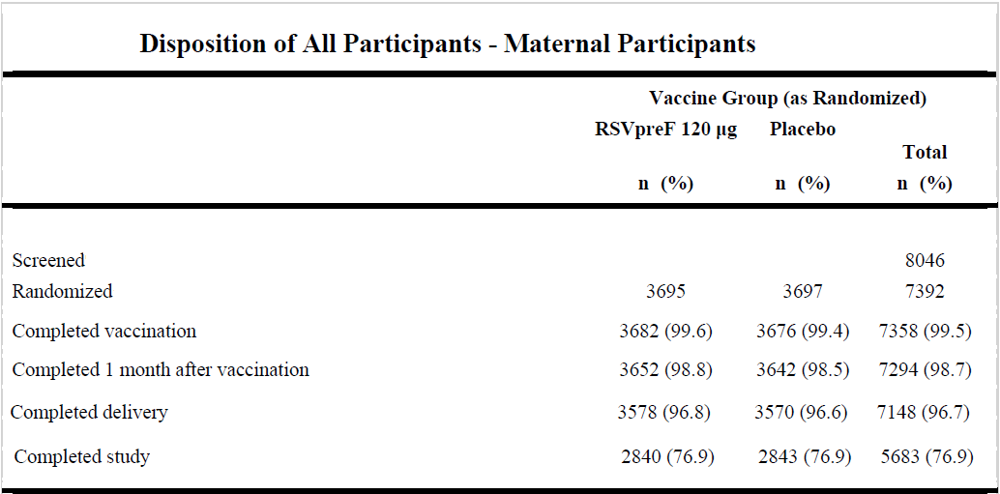 Disposition of All Participants - Maternal Participants
Vaccine Group (as Randomized)
RSVpreF 120 µg Placebo
Total
n (%) n (%) n (%)
Screened 8046
Randomized 3695 3697 7392
Completed vaccination 3682 (99.6) 3676 (99.4) 7358 (99.5)
Completed 1 month after vaccination 3652 (98.8) 3642 (98.5) 7294 (98.7)
Completed delivery 3578 (96.8) 3570 (96.6) 7148 (96.7)
Completed study 2840 (76.9) 2843 (76.9) 5683 (76.9)